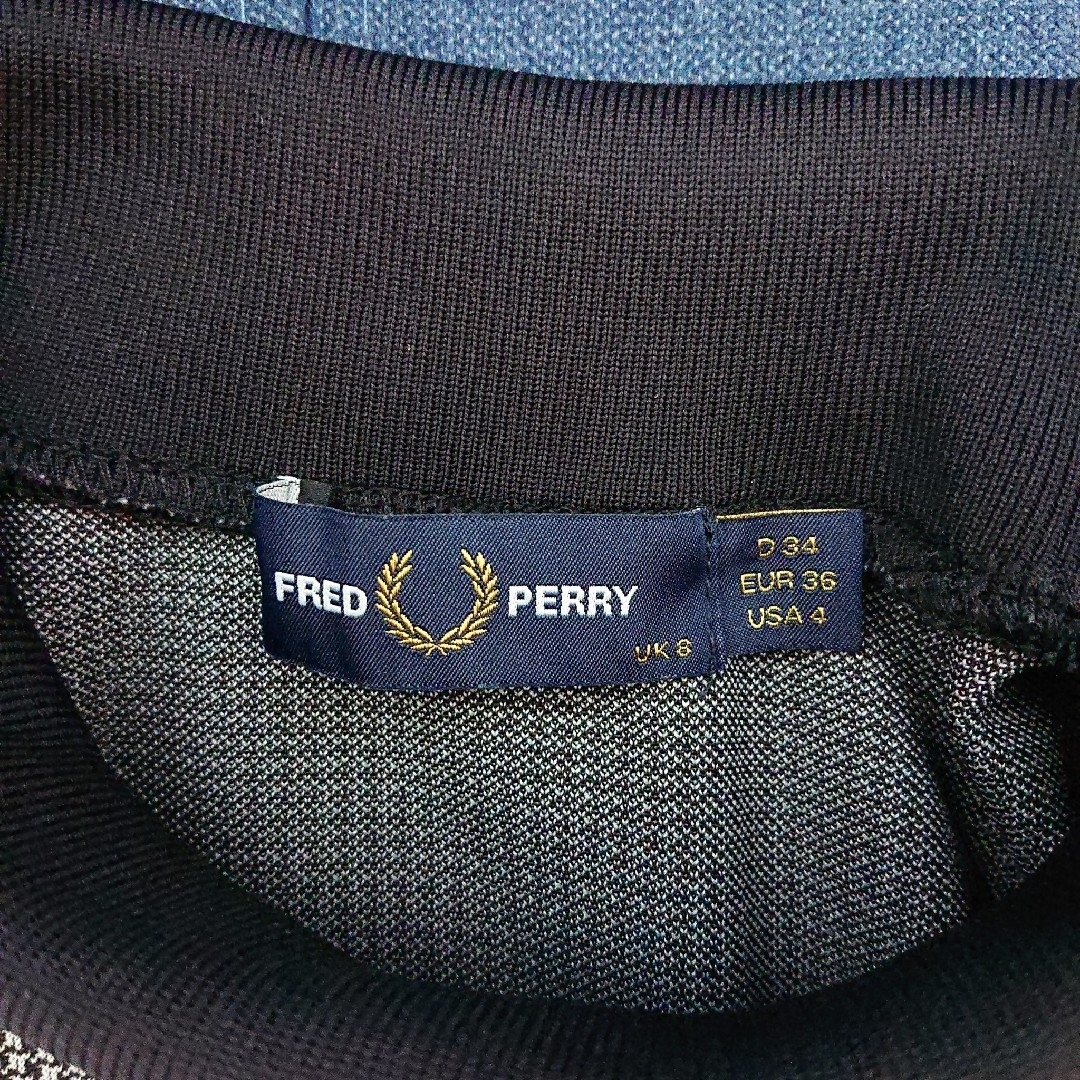 FRED PERRY
UK 8
D 34
EUR 36
USA 4